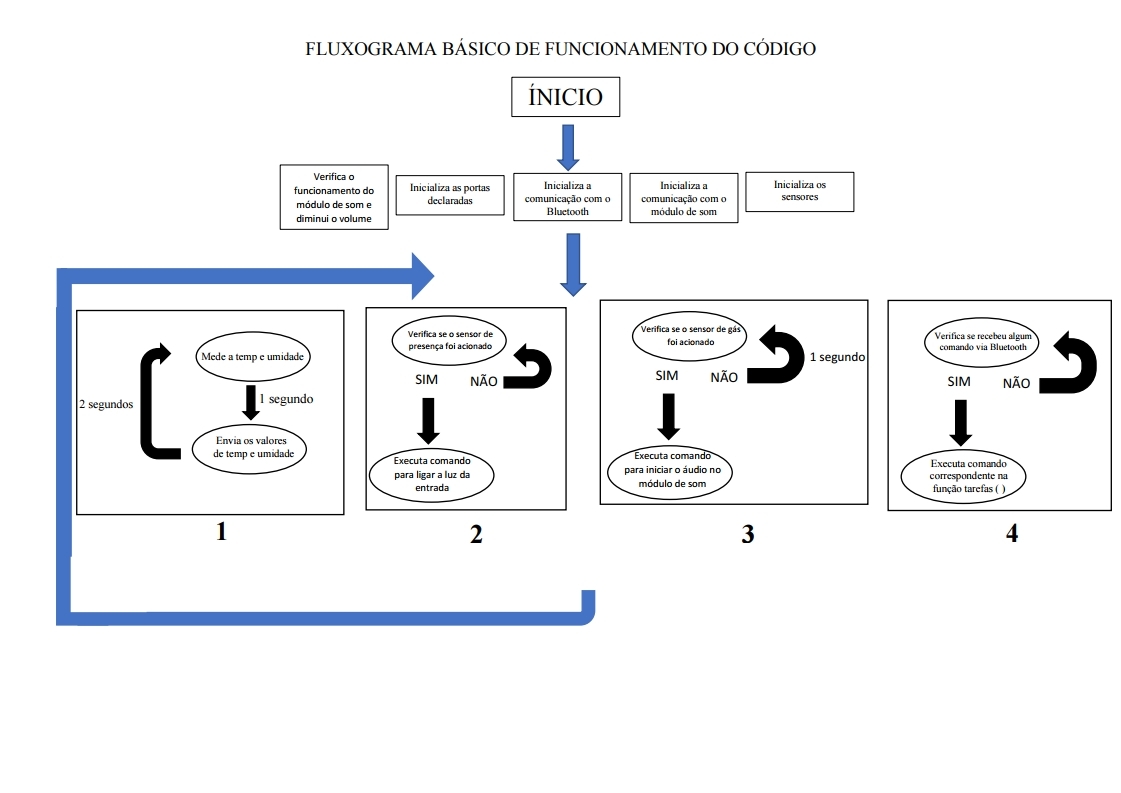 FLUXOGRAMA BÁSICO DE FUNCIONAMENTO DO CÓDIGO
ÍNICIO
Verifica o
funcionamento do
módulo de som e
diminui o volume
Inicializa as portas
declaradas
Inicializa a
comunicação com o
Bluetooth
Inicializa a
comunicação com o
módulo de som
Inicializa os
sensores
Mede a temp e umidade
1 segundo
2 segundos
Envia os valores
de temp e umidade
1
Verifica se o sensor de
presença foi acionado
SIM
NÃO
Executa comando
para ligar a luz da
entrada
2
Verifica se o sensor de gás
foi acionado
1 segundo
SIM
NÃO
Executa comando
para iniciar o áudio no
módulo de som
3
Verifica se recebeu algum
comando via Bluetooth
SIM
NÃO
Executa comando
correspondente na
função tarefas ( )
4